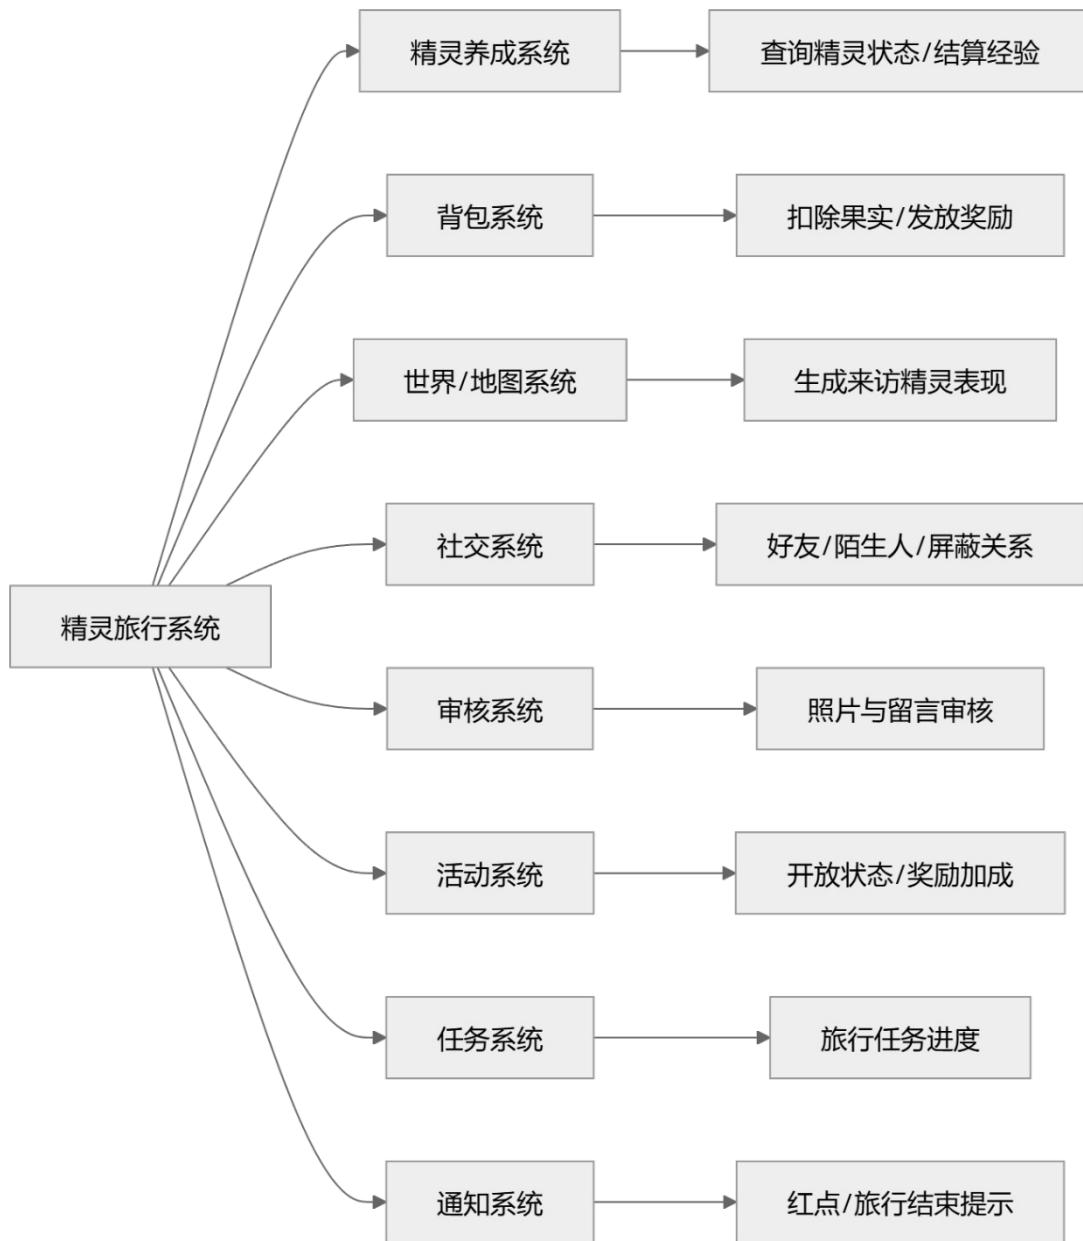 精灵养成系统
查询精灵状态/结算经验
背包系统
扣除果实/发放奖励
世界/地图系统
生成来访精灵表现
社交系统
好友/陌生人/屏蔽关系
精灵旅行系统
审核系统
照片与留言审核
活动系统
开放状态/奖励加成
任务系统
旅行任务进度
通知系统
红点/旅行结束提示